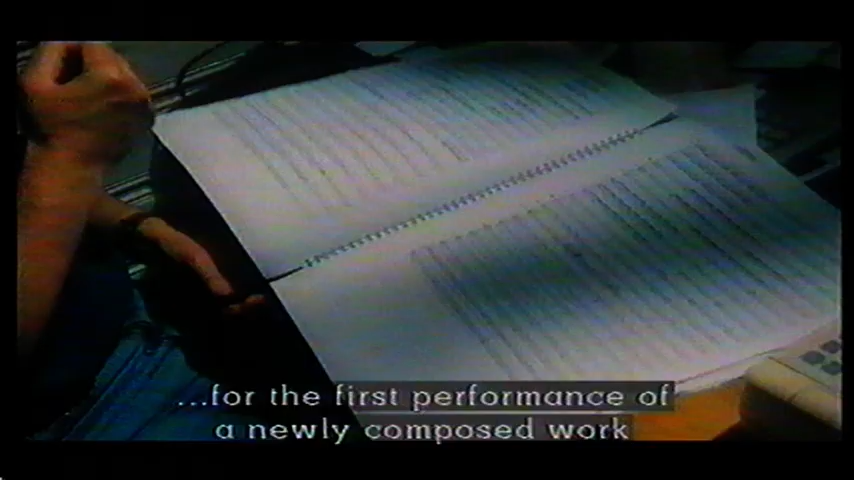 ...for the first performance of
a newly composed work